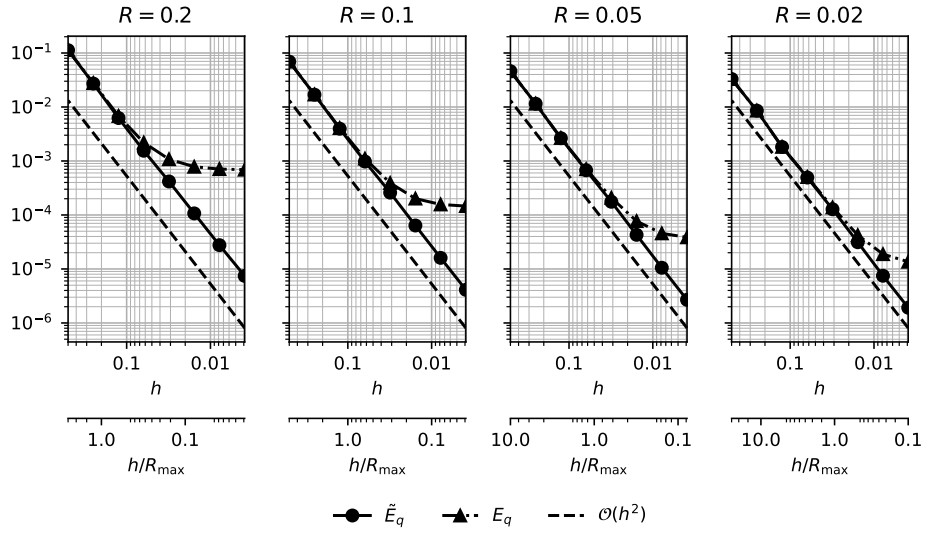 R = 0.2 R = 0.1 R = 0.05 R = 0.02
10⁻¹
10⁻²
10⁻³
10⁻⁴
10⁻⁵
10⁻⁶
0.1 0.01 0.1 0.01 0.1 0.01 0.1 0.01
h h h h
1.0 0.1 1.0 0.1 10.0 1.0 0.1 10.0 1.0 0.1
h/R_max h/R_max h/R_max h/R_max
Ẽ_q E_q 𝒪(h²)